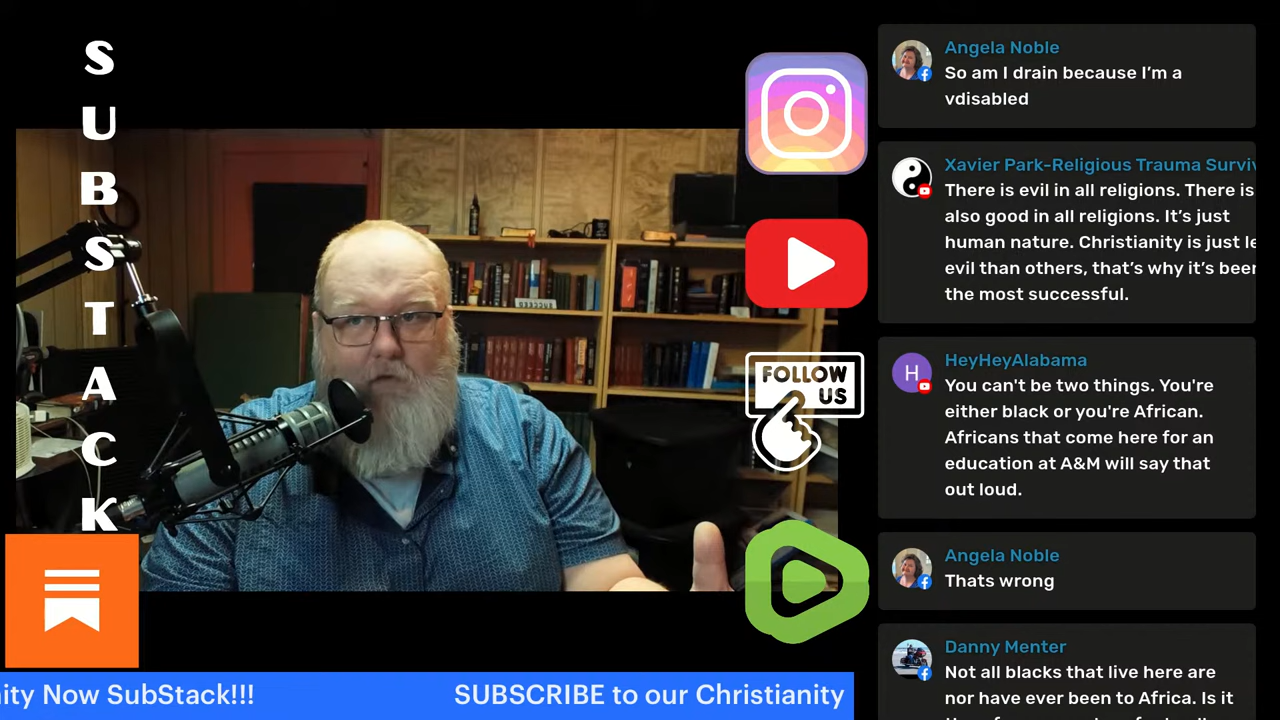 SUBSTACK
FOLLOW
US
SUCCEED
nity Now SubStack!!!
SUBSCRIBE to our Christianity
Angela Noble
So am I drain because I’m a
vdisabled
Xavier Park-Religious Trauma Surviv
There is evil in all religions. There is
also good in all religions. It’s just
human nature. Christianity is just le
evil than others, that’s why it’s been
the most successful.
H
HeyHeyAlabama
You can't be two things. You're
either black or you're African.
Africans that come here for an
education at A&M will say that
out loud.
Angela Noble
Thats wrong
Danny Menter
Not all blacks that live here are
nor have ever been to Africa. Is it